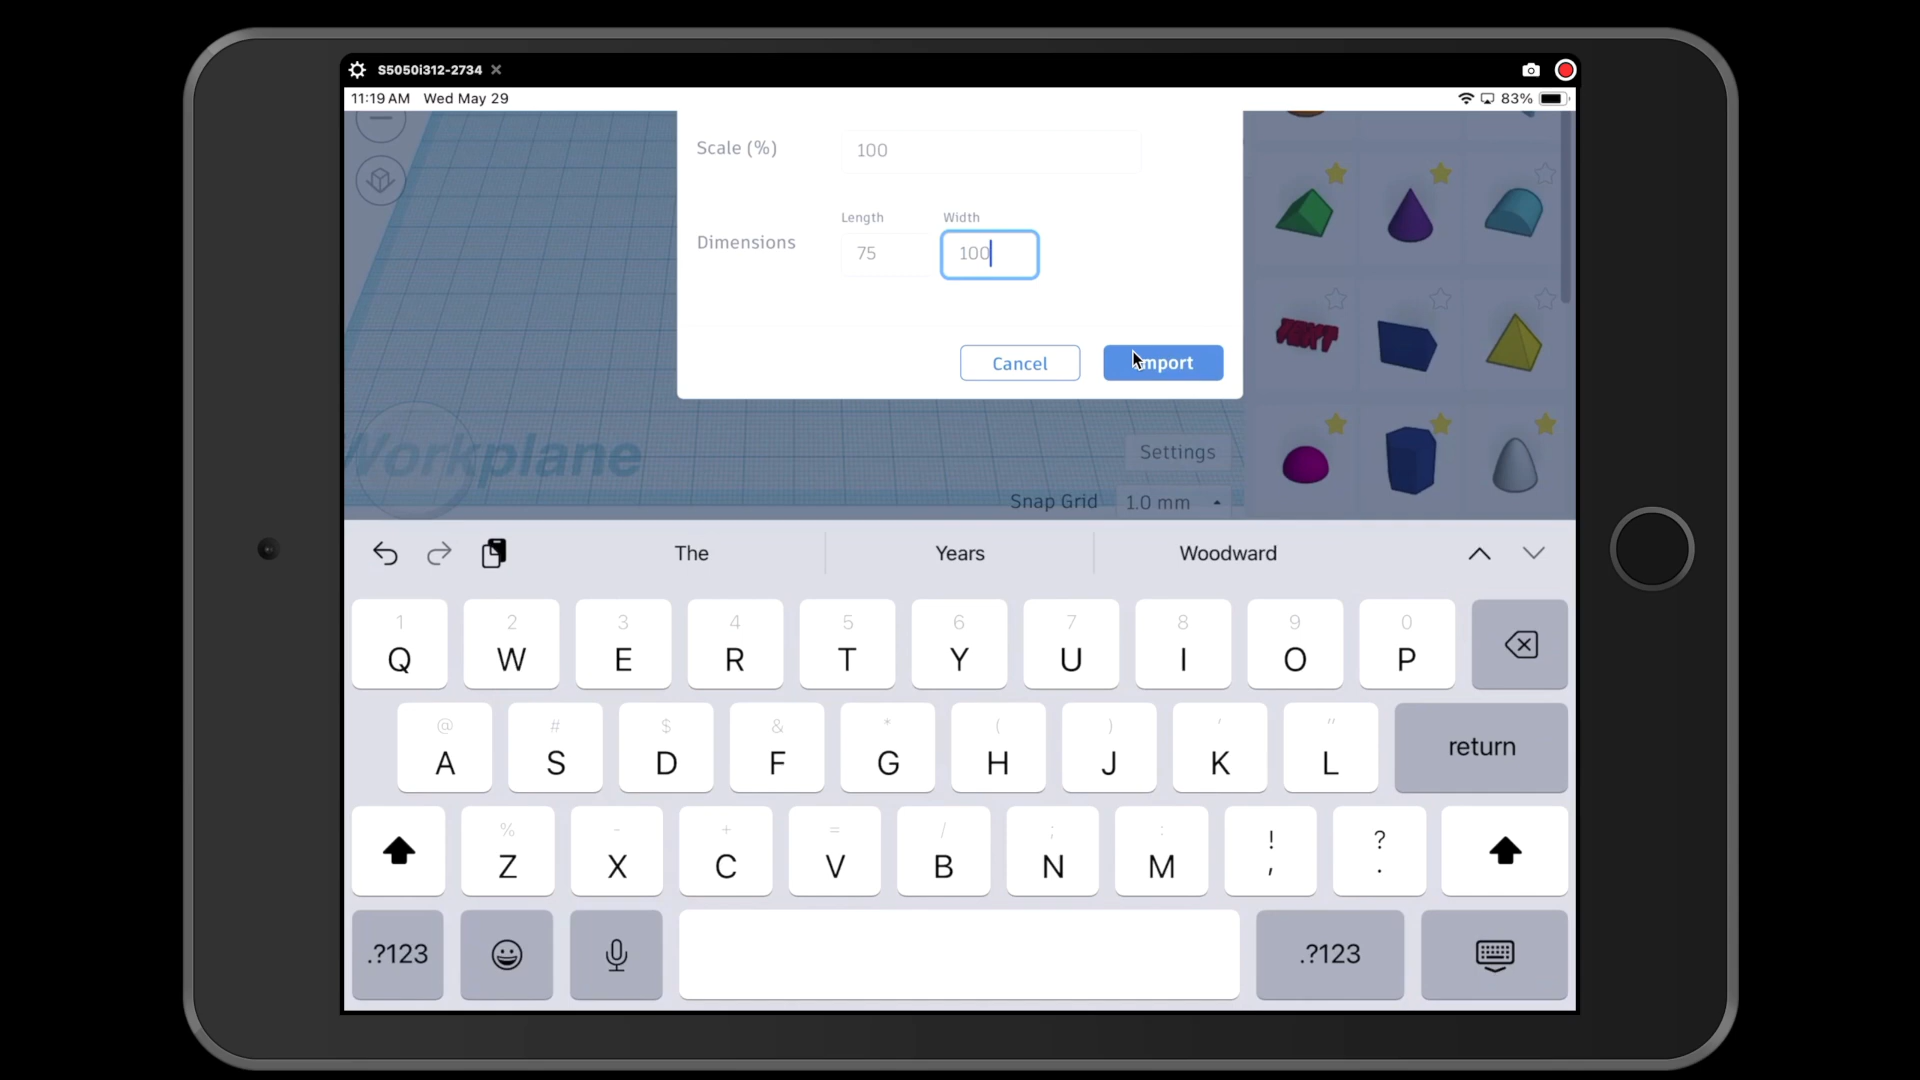 S5050i312-2734
11:19 AM Wed May 29
83%
Scale (%) 100
Length Width
Dimensions 75 100
Cancel Import
TEXT
Workplane
Settings
Snap Grid 1.0 mm
The Years Woodward
1 2 3 4 5 6 7 8 9 0
Q W E R T Y U I O P
@ # $ & * ( ) ' "
A S D F G H J K L return
% - + = / ; : ! ?
Z X C V B N M , .
.?123 .?123